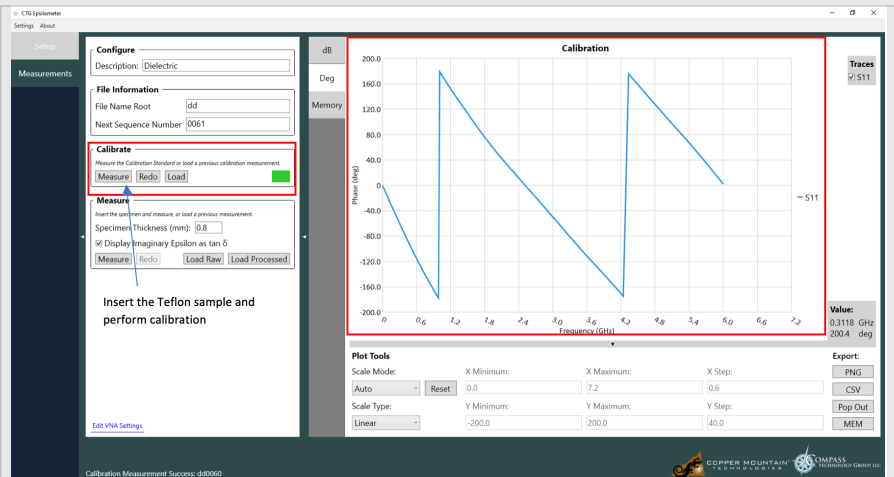 CTG Epsilometer
Settings About
Setup
Measurements
Configure
Description: Dielectric
File Information
File Name Root dd
Next Sequence Number 0061
Calibrate
Measure the Calibration Standard or load a previous calibration measurement.
Measure Redo Load
Measure
Insert the specimen and measure, or load a previous measurement.
Specimen Thickness (mm): 0.8
Display Imaginary Epsilon as tan δ
Measure Redo Load Raw Load Processed
Insert the Teflon sample and
perform calibration
Edit VNA Settings
dB
Deg
Memory
Calibration
Phase (deg)
200.0
160.0
120.0
80.0
40.0
0
-40.0
-80.0
-120.0
-160.0
-200.0
0 0.6 1.2 1.8 2.4 3.0 3.6 4.2 4.8 5.4 6.0 6.6 7.2
Frequency (GHz)
S11
Traces
S11
Value:
0.3118 GHz
200.4 deg
Plot Tools
Scale Mode: X Minimum: X Maximum: X Step:
Auto Reset 0.0 7.2 0.6
Scale Type: Y Minimum: Y Maximum: Y Step:
Linear -200.0 200.0 40.0
Export:
PNG
CSV
Pop Out
MEM
Calibration Measurement Success: dd0060
COPPER MOUNTAIN
TECHNOLOGIES
COMPASS
TECHNOLOGY GROUP, LLC